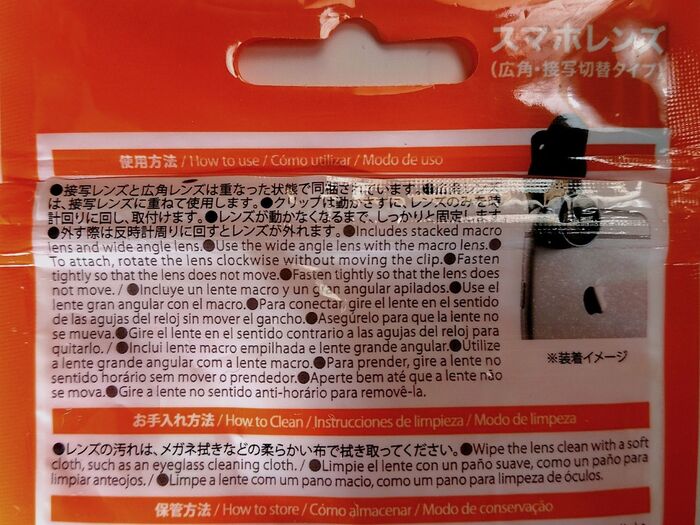 スマホレンズ
（広角・接写切替タイプ）
使用方法 / How to use / Cómo utilizar / Modo de uso
●接写レンズと広角レンズは重なった状態で同梱されています。●広角レンズ
は、接写レンズに重ねて使用します。●クリップは動かさずに、レンズのみを時
計回りに回し、取付けます。●レンズが動かなくなるまで、しっかりと固定します
●外す際は反時計周りに回すとレンズが外れます。●Includes stacked macro
lens and wide angle lens.●Use the wide angle lens with the macro lens.●
To attach, rotate the lens clockwise without moving the clip.●Fasten
tightly so that the lens does not move.●Fasten tightly so that the lens does
not move. / ●Incluye un lente macro y un gran angular apilados.●Use el
lente gran angular con el macro.●Para conectar, gire el lente en el sentido
de las agujas del reloj sin mover el gancho.●Asegúrelo para que la lente no
se mueva.●Gire el lente en el sentido contrario a las agujas del reloj para
quitarlo. / ●Inclui lente macro empilhada e lente grande angular.●Utilize
a lente grande angular com a lente macro.●Para prender, gire a lente no
sentido horário sem mover o prendedor.●Aperte bem até que a lente não
se mova.●Gire a lente no sentido anti-horário para removê-la.
※装着イメージ
お手入れ方法 / How to Clean / Instrucciones de limpieza / Modo de limpeza
●レンズの汚れは、メガネ拭きなどの柔らかい布で拭き取ってください。●Wipe the lens clean with a soft
cloth, such as an eyeglass cleaning cloth. / ●Limpie el lente con un paño suave, como un paño para
limpiar anteojos. / ●Limpe a lente com um pano macio, como um pano para limpeza de óculos.
保管方法 / How to store / Cómo almacenar / Modo de conservação